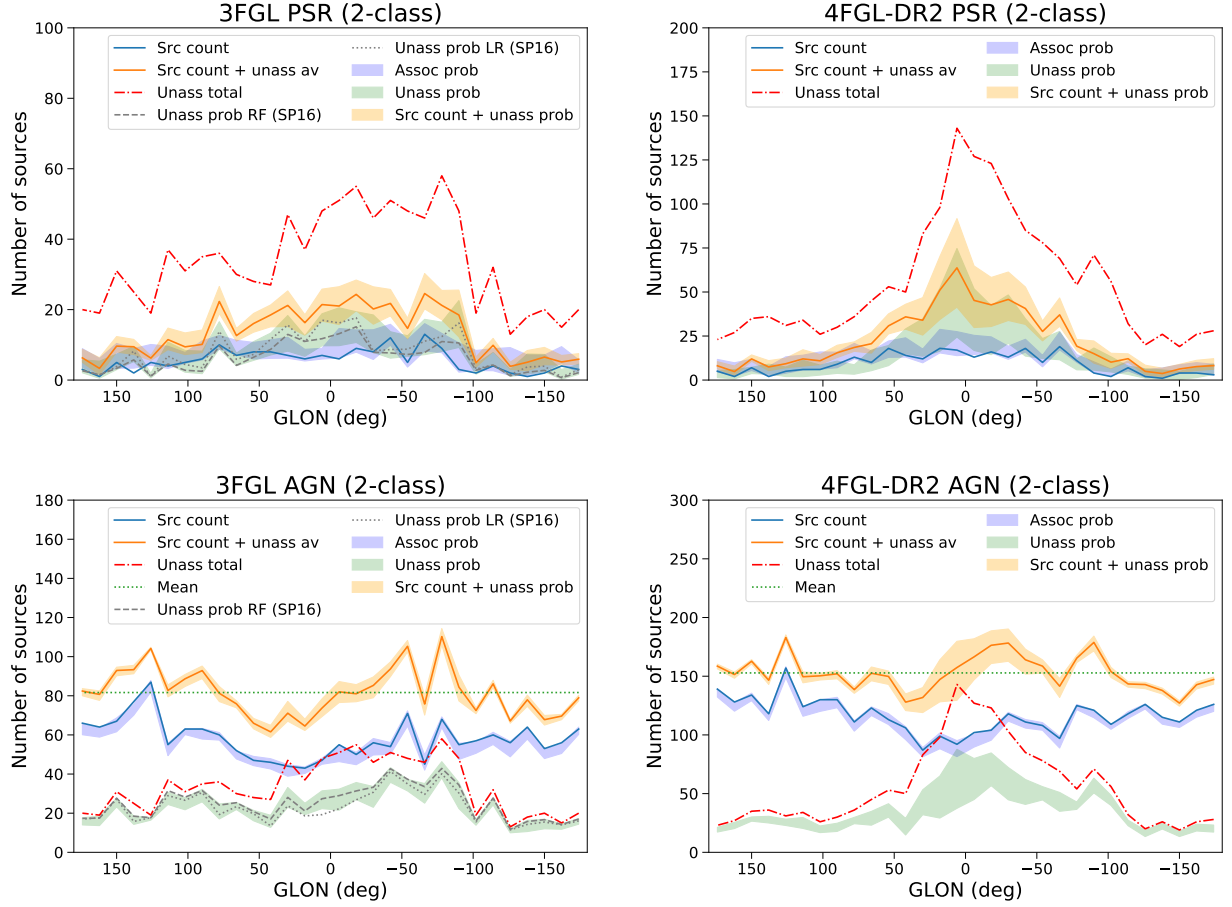 3FGL PSR (2-class)
Number of sources
100
80
60
40
20
0
Src count
Src count + unass av
Unass total
Unass prob RF (SP16)
Unass prob LR (SP16)
Assoc prob
Unass prob
Src count + unass prob
150 100 50 0 −50 −100 −150
GLON (deg)
4FGL-DR2 PSR (2-class)
Number of sources
200
175
150
125
100
75
50
25
0
Src count
Src count + unass av
Unass total
Assoc prob
Unass prob
Src count + unass prob
150 100 50 0 −50 −100 −150
GLON (deg)
3FGL AGN (2-class)
Number of sources
180
160
140
120
100
80
60
40
20
0
Src count
Src count + unass av
Unass total
Mean
Unass prob RF (SP16)
Unass prob LR (SP16)
Assoc prob
Unass prob
Src count + unass prob
150 100 50 0 −50 −100 −150
GLON (deg)
4FGL-DR2 AGN (2-class)
Number of sources
300
250
200
150
100
50
0
Src count
Src count + unass av
Unass total
Mean
Assoc prob
Unass prob
Src count + unass prob
150 100 50 0 −50 −100 −150
GLON (deg)